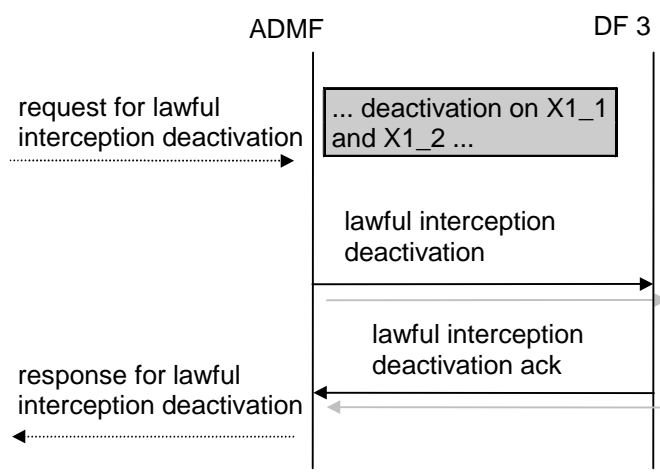 ADMF
DF 3
request for lawful
interception deactivation
... deactivation on X1_1
and X1_2 ...
lawful interception
deactivation
lawful interception
deactivation ack
response for lawful
interception deactivation